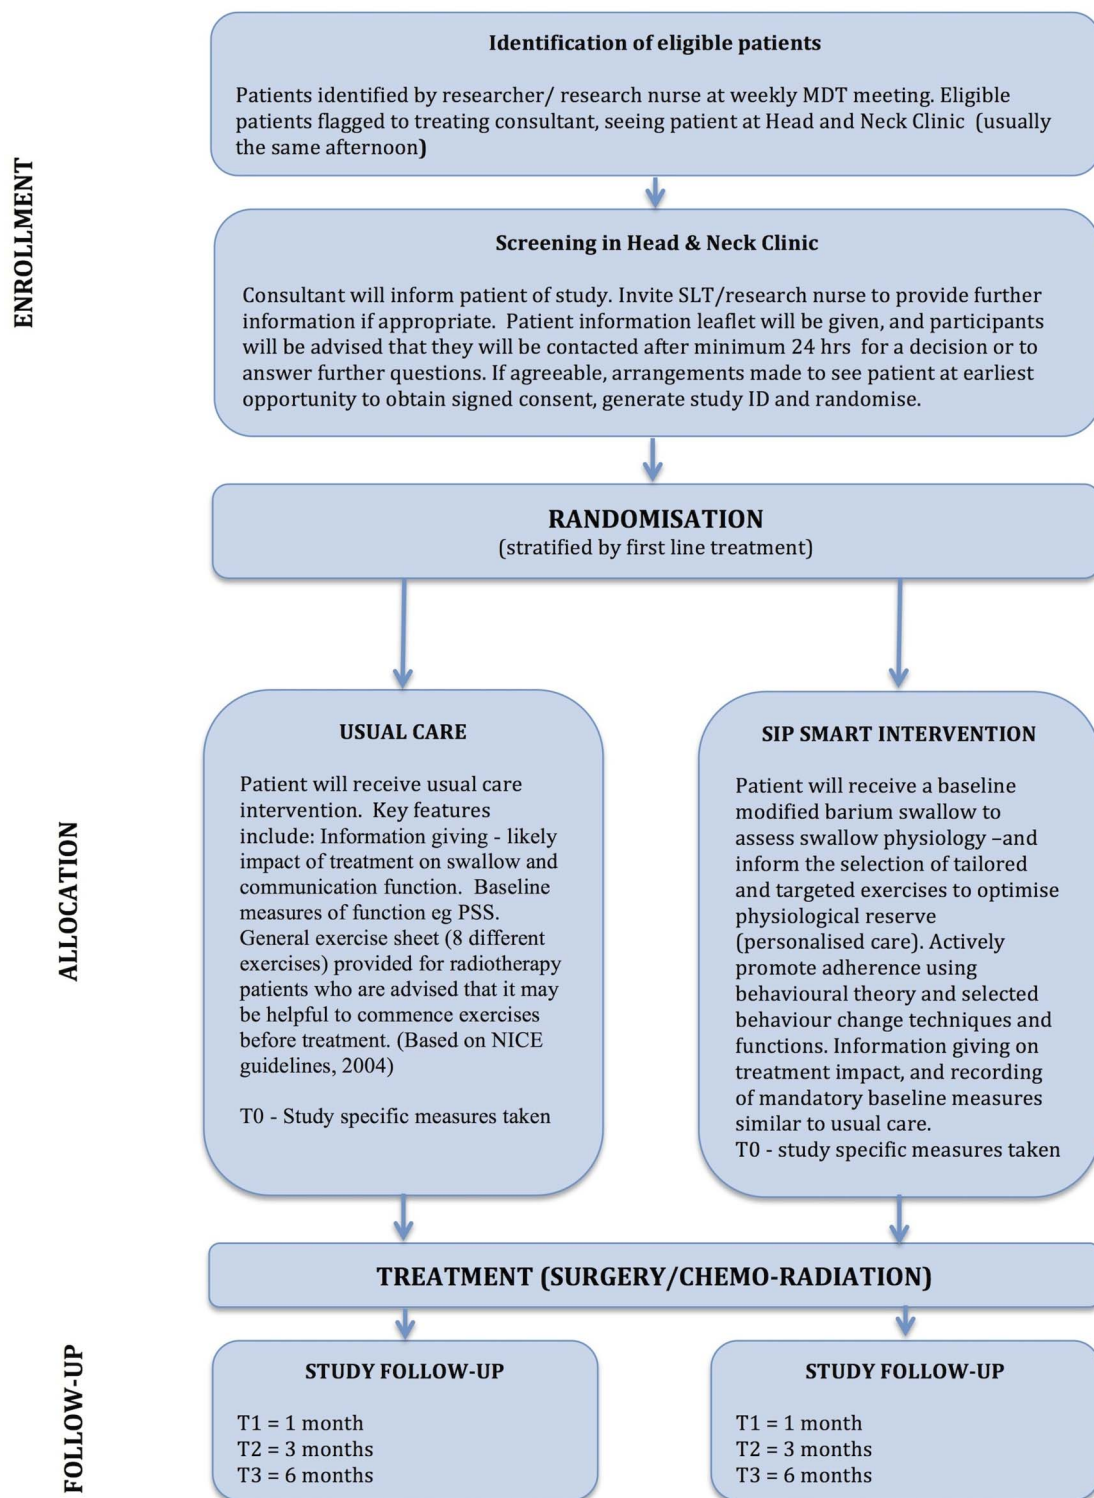 ENROLLMENT
Identification of eligible patients
Patients identified by researcher/ research nurse at weekly MDT meeting. Eligible
patients flagged to treating consultant, seeing patient at Head and Neck Clinic (usually
the same afternoon)
Screening in Head & Neck Clinic
Consultant will inform patient of study. Invite SLT/research nurse to provide further
information if appropriate. Patient information leaflet will be given, and participants
will be advised that they will be contacted after minimum 24 hrs for a decision or to
answer further questions. If agreeable, arrangements made to see patient at earliest
opportunity to obtain signed consent, generate study ID and randomise.
RANDOMISATION
(stratified by first line treatment)
ALLOCATION
USUAL CARE
Patient will receive usual care
intervention. Key features
include: Information giving - likely
impact of treatment on swallow and
communication function. Baseline
measures of function eg PSS.
General exercise sheet (8 different
exercises) provided for radiotherapy
patients who are advised that it may
be helpful to commence exercises
before treatment. (Based on NICE
guidelines, 2004)
T0 - Study specific measures taken
SIP SMART INTERVENTION
Patient will receive a baseline
modified barium swallow to
assess swallow physiology –and
inform the selection of tailored
and targeted exercises to optimise
physiological reserve
(personalised care). Actively
promote adherence using
behavioural theory and selected
behaviour change techniques and
functions. Information giving on
treatment impact, and recording
of mandatory baseline measures
similar to usual care.
T0 - study specific measures taken
TREATMENT (SURGERY/CHEMO-RADIATION)
FOLLOW-UP
STUDY FOLLOW-UP
T1 = 1 month
T2 = 3 months
T3 = 6 months
STUDY FOLLOW-UP
T1 = 1 month
T2 = 3 months
T3 = 6 months